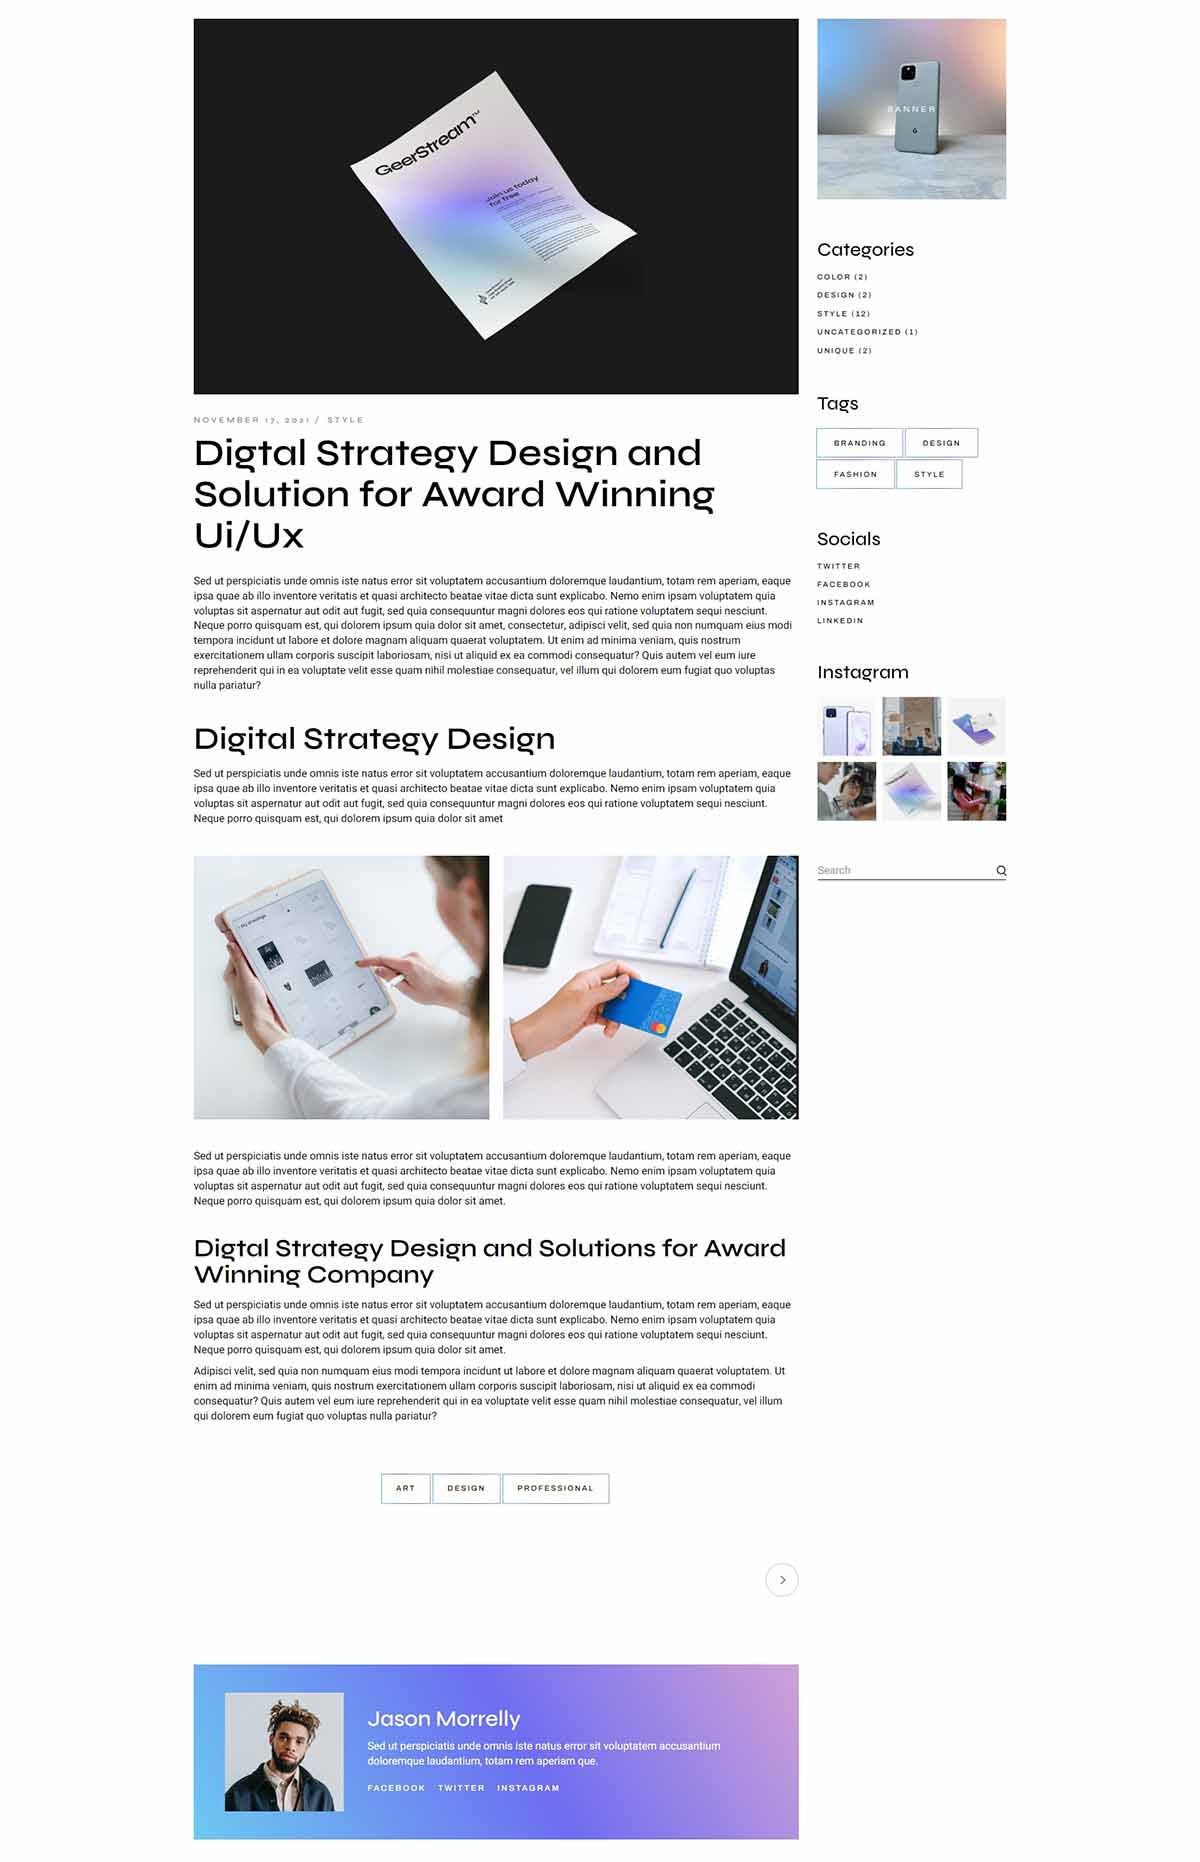 GeerStream™
Join us today
for free
NOVEMBER 17, 2021 / STYLE
Digtal Strategy Design and
Solution for Award Winning
Ui/Ux
Sed ut perspiciatis unde omnis iste natus error sit voluptatem accusantium doloremque laudantium, totam rem aperiam, eaque
ipsa quae ab illo inventore veritatis et quasi architecto beatae vitae dicta sunt explicabo. Nemo enim ipsam voluptatem quia
voluptas sit aspernatur aut odit aut fugit, sed quia consequuntur magni dolores eos qui ratione voluptatem sequi nesciunt.
Neque porro quisquam est, qui dolorem ipsum quia dolor sit amet, consectetur, adipisci velit, sed quia non numquam eius modi
tempora incidunt ut labore et dolore magnam aliquam quaerat voluptatem. Ut enim ad minima veniam, quis nostrum
exercitationem ullam corporis suscipit laboriosam, nisi ut aliquid ex ea commodi consequatur? Quis autem vel eum iure
reprehenderit qui in ea voluptate velit esse quam nihil molestiae consequatur, vel illum qui dolorem eum fugiat quo voluptas
nulla pariatur?
Digital Strategy Design
Sed ut perspiciatis unde omnis iste natus error sit voluptatem accusantium doloremque laudantium, totam rem aperiam, eaque
ipsa quae ab illo inventore veritatis et quasi architecto beatae vitae dicta sunt explicabo. Nemo enim ipsam voluptatem quia
voluptas sit aspernatur aut odit aut fugit, sed quia consequuntur magni dolores eos qui ratione voluptatem sequi nesciunt.
Neque porro quisquam est, qui dolorem ipsum quia dolor sit amet
My drawings
Sed ut perspiciatis unde omnis iste natus error sit voluptatem accusantium doloremque laudantium, totam rem aperiam, eaque
ipsa quae ab illo inventore veritatis et quasi architecto beatae vitae dicta sunt explicabo. Nemo enim ipsam voluptatem quia
voluptas sit aspernatur aut odit aut fugit, sed quia consequuntur magni dolores eos qui ratione voluptatem sequi nesciunt.
Neque porro quisquam est, qui dolorem ipsum quia dolor sit amet.
Digtal Strategy Design and Solutions for Award
Winning Company
Sed ut perspiciatis unde omnis iste natus error sit voluptatem accusantium doloremque laudantium, totam rem aperiam, eaque
ipsa quae ab illo inventore veritatis et quasi architecto beatae vitae dicta sunt explicabo. Nemo enim ipsam voluptatem quia
voluptas sit aspernatur aut odit aut fugit, sed quia consequuntur magni dolores eos qui ratione voluptatem sequi nesciunt.
Neque porro quisquam est, qui dolorem ipsum quia dolor sit amet.
Adipisci velit, sed quia non numquam eius modi tempora incidunt ut labore et dolore magnam aliquam quaerat voluptatem. Ut
enim ad minima veniam, quis nostrum exercitationem ullam corporis suscipit laboriosam, nisi ut aliquid ex ea commodi
consequatur? Quis autem vel eum iure reprehenderit qui in ea voluptate velit esse quam nihil molestiae consequatur, vel illum
qui dolorem eum fugiat quo voluptas nulla pariatur?
ART DESIGN PROFESSIONAL
Jason Morrelly
Sed ut perspiciatis unde omnis iste natus error sit voluptatem accusantium
doloremque laudantium, totam rem aperiam que.
FACEBOOK TWITTER INSTAGRAM
BANNER
G
Categories
COLOR (2)
DESIGN (2)
STYLE (12)
UNCATEGORIZED (1)
UNIQUE (2)
Tags
BRANDING DESIGN
FASHION STYLE
Socials
TWITTER
FACEBOOK
INSTAGRAM
LINKEDIN
Instagram
GeerStream
Search